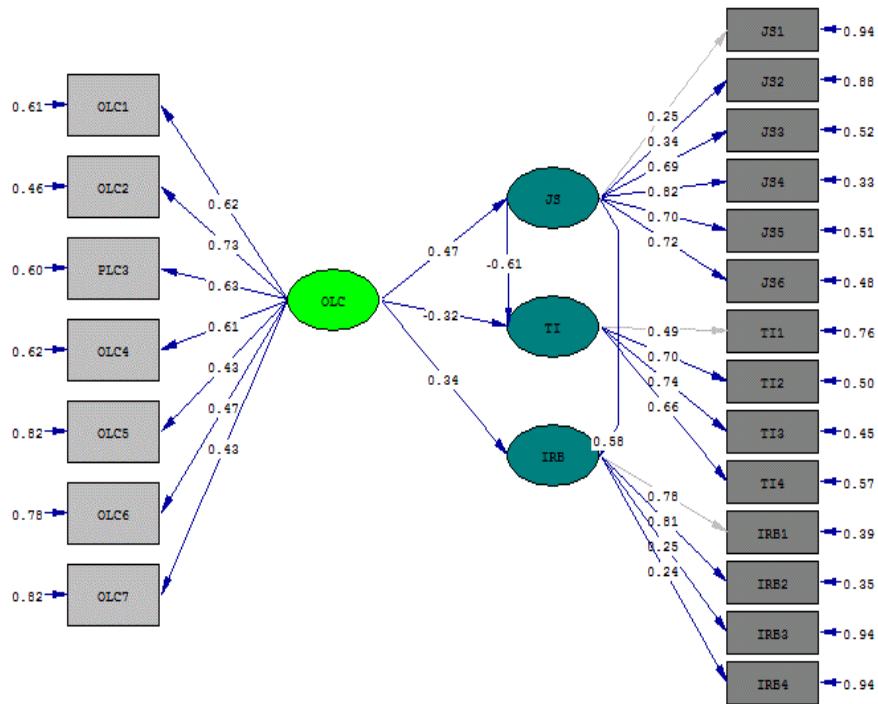 0.61 OLC1
0.46 OLC2
0.60 PLC3
0.62 OLC4
0.82 OLC5
0.78 OLC6
0.82 OLC7
0.62
0.73
0.63
0.61
0.43
0.47
0.43
OLC
0.47
-0.32
0.34
JS
-0.61
TI
IRB
0.58
0.25
0.34
0.69
0.82
0.70
0.72
0.49
0.70
0.74
0.66
0.78
0.81
0.25
0.24
JS1 0.94
JS2 0.88
JS3 0.52
JS4 0.33
JS5 0.51
JS6 0.48
TI1 0.76
TI2 0.50
TI3 0.45
TI4 0.57
IRB1 0.39
IRB2 0.35
IRB3 0.94
IRB4 0.94